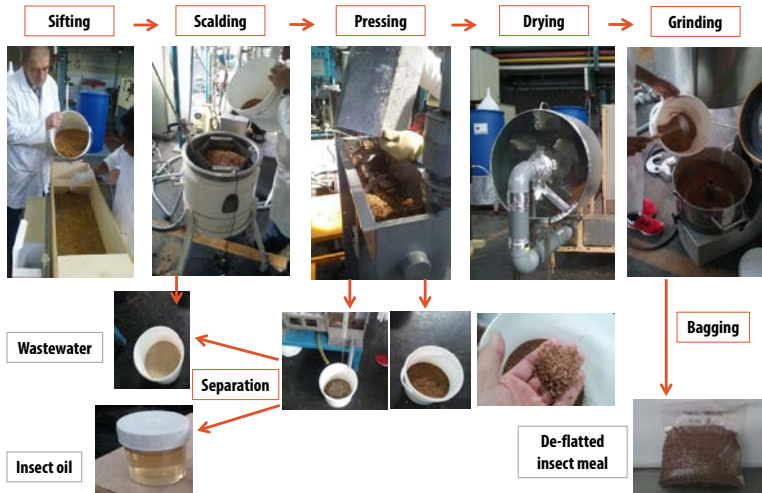 Sifting
Scalding
Pressing
Drying
Grinding
Wastewater
Bagging
Separation
Insect oil
De-flatted
insect meal